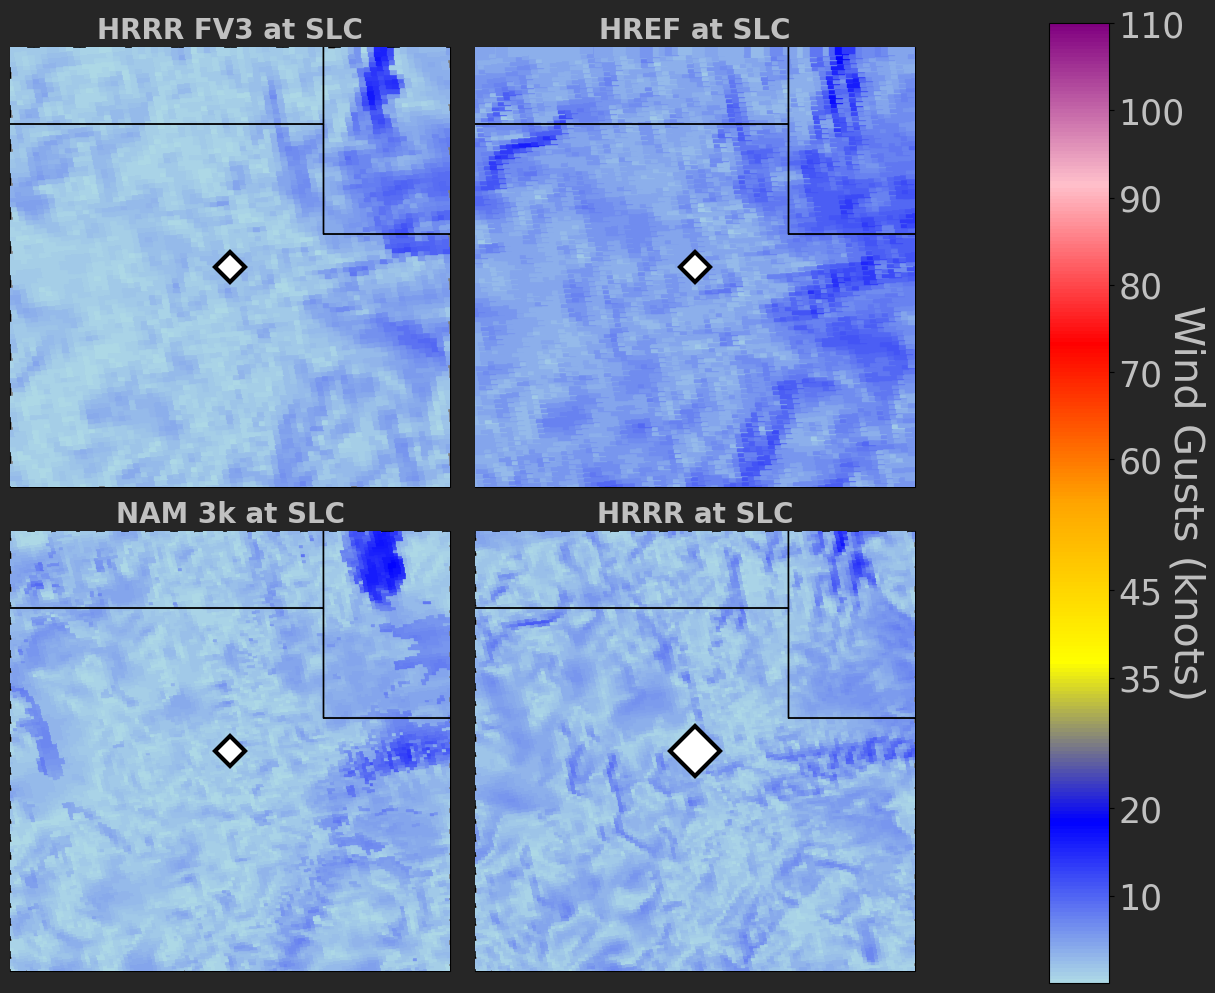 HRRR FV3 at SLC
HREF at SLC
NAM 3k at SLC
HRRR at SLC
110
100
90
80
70
60
45
35
20
10
Wind Gusts (knots)